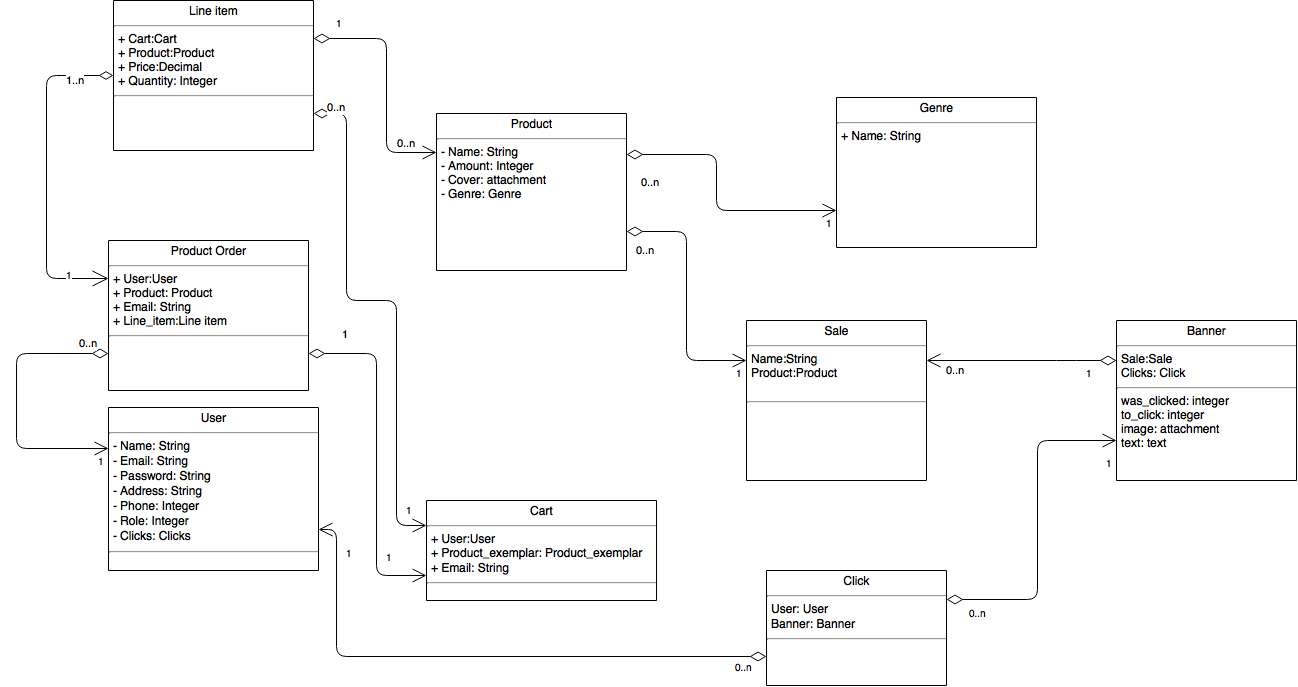 Line item
+ Cart:Cart
+ Product:Product
+ Price:Decimal
+ Quantity: Integer
1
1..n
0..n
0..n
Product
- Name: String
- Amount: Integer
- Cover: attachment
- Genre: Genre
0..n
0..n
Genre
+ Name: String
1
Product Order
+ User:User
+ Product: Product
+ Email: String
+ Line_item:Line item
1
0..n
1
User
- Name: String
- Email: String
- Password: String
- Address: String
- Phone: Integer
- Role: Integer
- Clicks: Clicks
1
1
Sale
Name:String
Product:Product
1
0..n
Banner
Sale:Sale
Clicks: Click
was_clicked: integer
to_click: integer
image: attachment
text: text
1
1
Cart
+ User:User
+ Product_exemplar: Product_exemplar
+ Email: String
1
1
Click
User: User
Banner: Banner
0..n
0..n